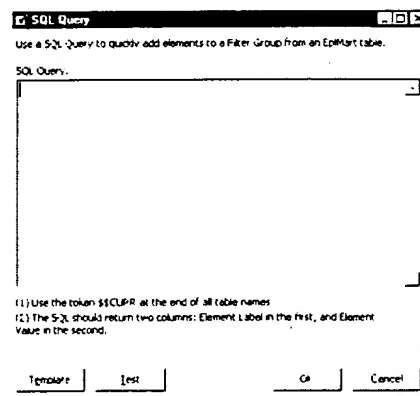 SQL Query
Use a SQL Query to quickly add elements to a Filter Group from an EpiMart table.
SQL Query:
(1) Use the token $$CURR at the end of all table names
(2) The SQL should return two columns: Element Label in the first, and Element
Value in the second.
Template Test OK Cancel